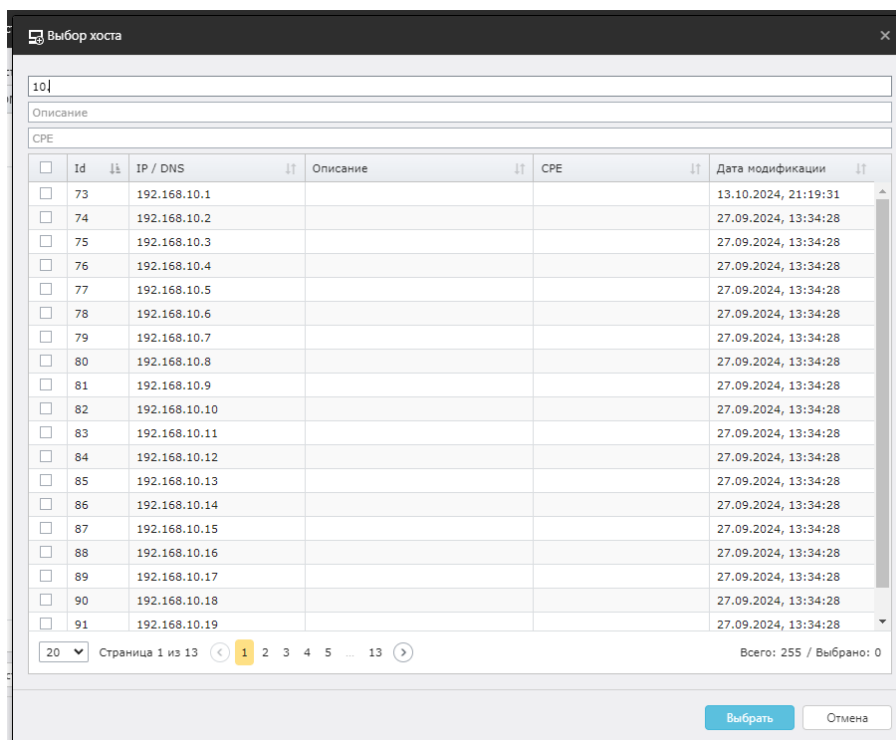 Выбор хоста
10.
Описание
CPE
Id IP / DNS Описание CPE Дата модификации
73 192.168.10.1 13.10.2024, 21:19:31
74 192.168.10.2 27.09.2024, 13:34:28
75 192.168.10.3 27.09.2024, 13:34:28
76 192.168.10.4 27.09.2024, 13:34:28
77 192.168.10.5 27.09.2024, 13:34:28
78 192.168.10.6 27.09.2024, 13:34:28
79 192.168.10.7 27.09.2024, 13:34:28
80 192.168.10.8 27.09.2024, 13:34:28
81 192.168.10.9 27.09.2024, 13:34:28
82 192.168.10.10 27.09.2024, 13:34:28
83 192.168.10.11 27.09.2024, 13:34:28
84 192.168.10.12 27.09.2024, 13:34:28
85 192.168.10.13 27.09.2024, 13:34:28
86 192.168.10.14 27.09.2024, 13:34:28
87 192.168.10.15 27.09.2024, 13:34:28
88 192.168.10.16 27.09.2024, 13:34:28
89 192.168.10.17 27.09.2024, 13:34:28
90 192.168.10.18 27.09.2024, 13:34:28
91 192.168.10.19 27.09.2024, 13:34:28
20 Страница 1 из 13 1 2 3 4 5 ... 13 Всего: 255 / Выбрано: 0
Выбрать Отмена